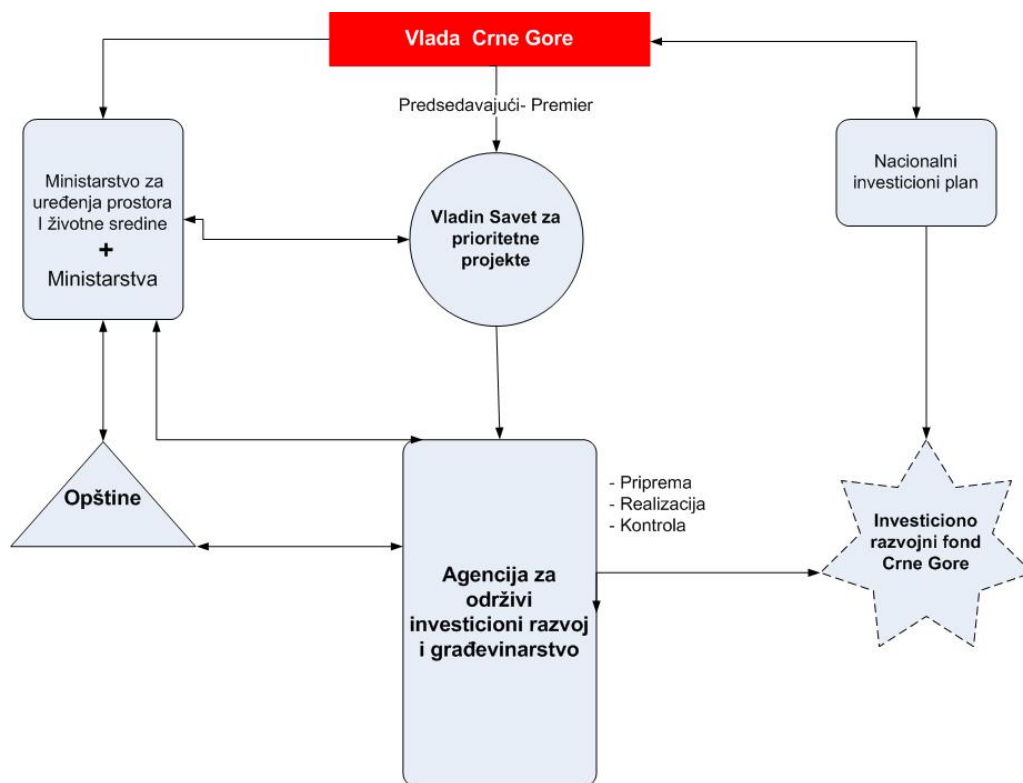 Vlada Crne Gore
Predsedavajući- Premier
Ministarstvo za
uređenja prostora
I životne sredine
+
Ministarstva
Vladin Savet za
prioritetne
projekte
Nacionalni
investicioni plan
Opštine
- Priprema
- Realizacija
- Kontrola
Agencija za
održivi
investicioni razvoj
i građevinarstvo
Investiciono
razvojni fond
Crne Gore